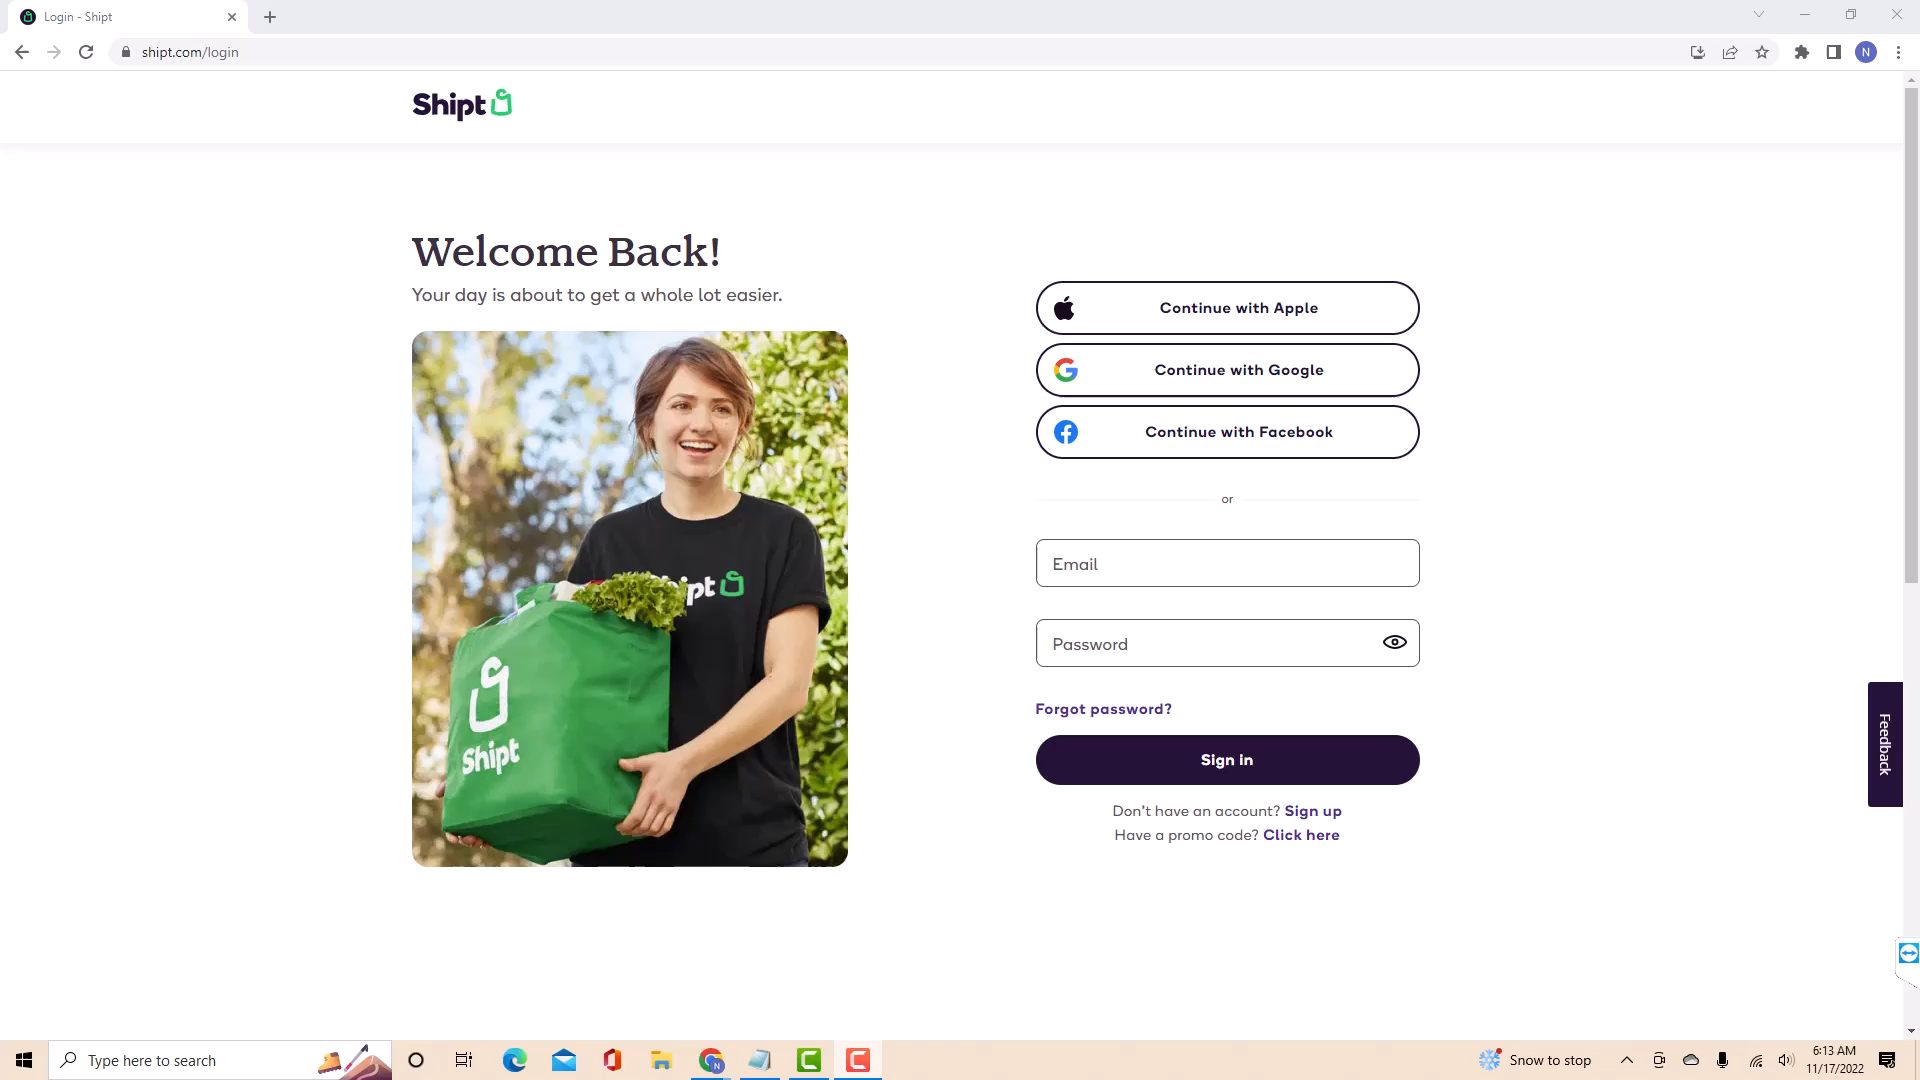 Login - Shipt
shipt.com/login
N
Shipt
Welcome Back!
Your day is about to get a whole lot easier.
Continue with Apple
Continue with Google
Continue with Facebook
or
Email
Password
Forgot password?
Sign in
Don't have an account? Sign up
Have a promo code? Click here
Shipt
Feedback
Type here to search
N
Snow to stop
6:13 AM
11/17/2022